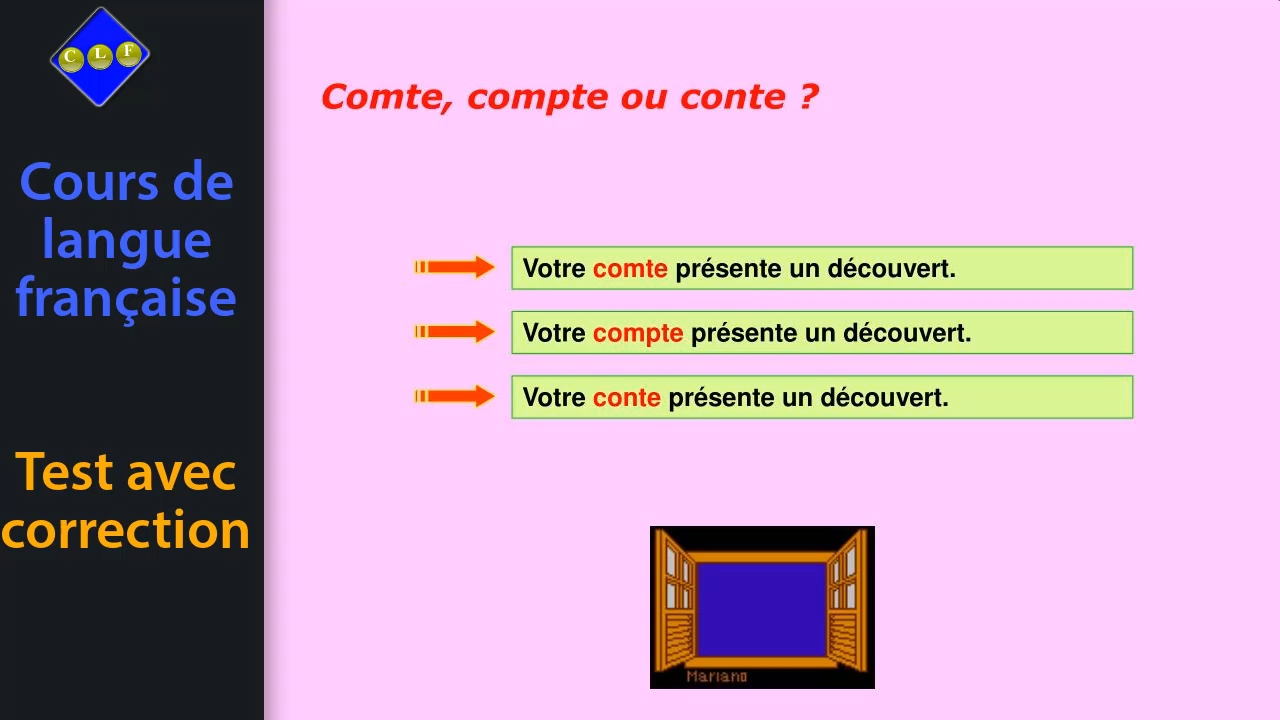 C L F
Cours de
langue
française
Test avec
correction
Comte, compte ou conte ?
Votre comte présente un découvert.
Votre compte présente un découvert.
Votre conte présente un découvert.
Mariano